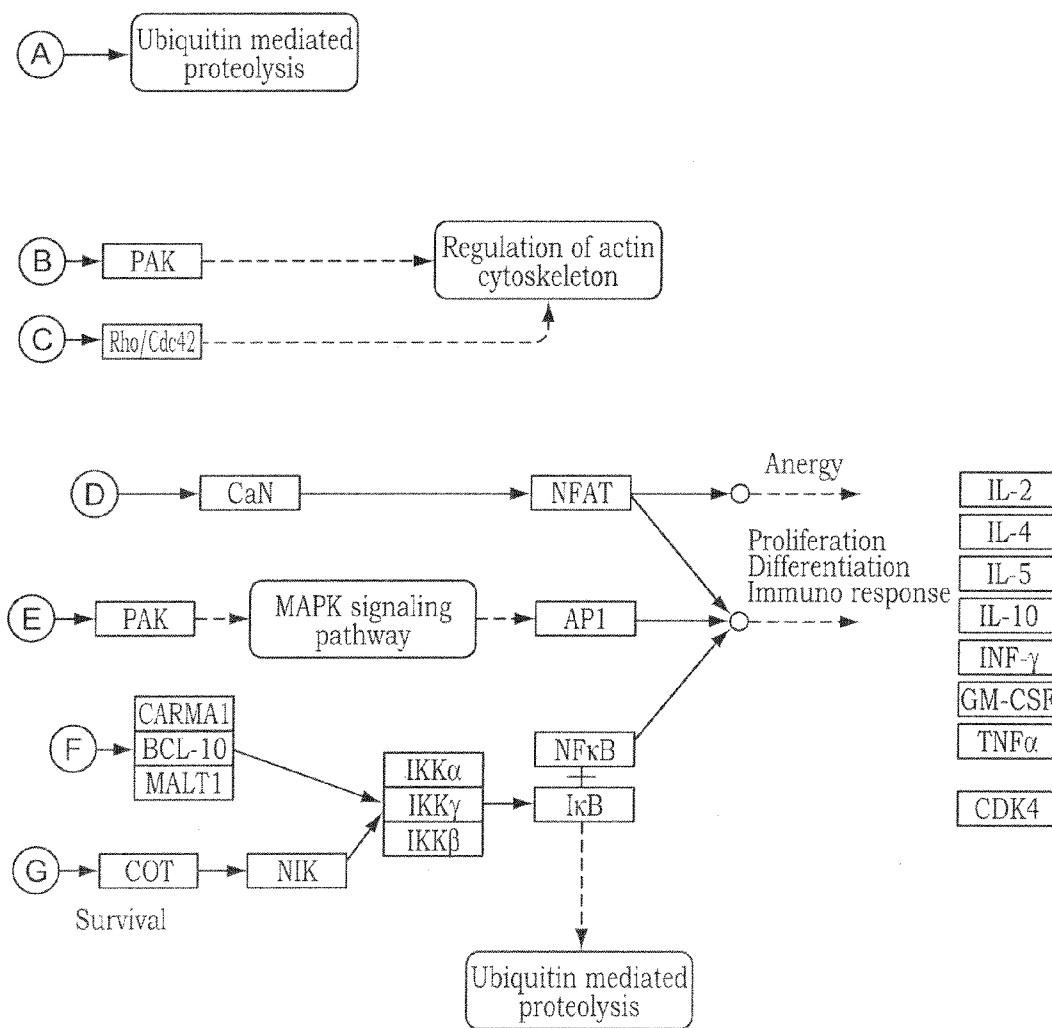 A
Ubiquitin mediated
proteolysis
B
PAK
Regulation of actin
cytoskeleton
C
Rho/Cdc42
D
CaN
NFAT
Anergy
Proliferation
Differentiation
Immuno response
E
PAK
MAPK signaling
pathway
AP1
F
CARMA1
BCL-10
MALT1
IKKα
IKKγ
IKKβ
NFκB
IκB
G
COT
NIK
Survival
Ubiquitin mediated
proteolysis
IL-2
IL-4
IL-5
IL-10
INF-γ
GM-CSF
TNFα
CDK4